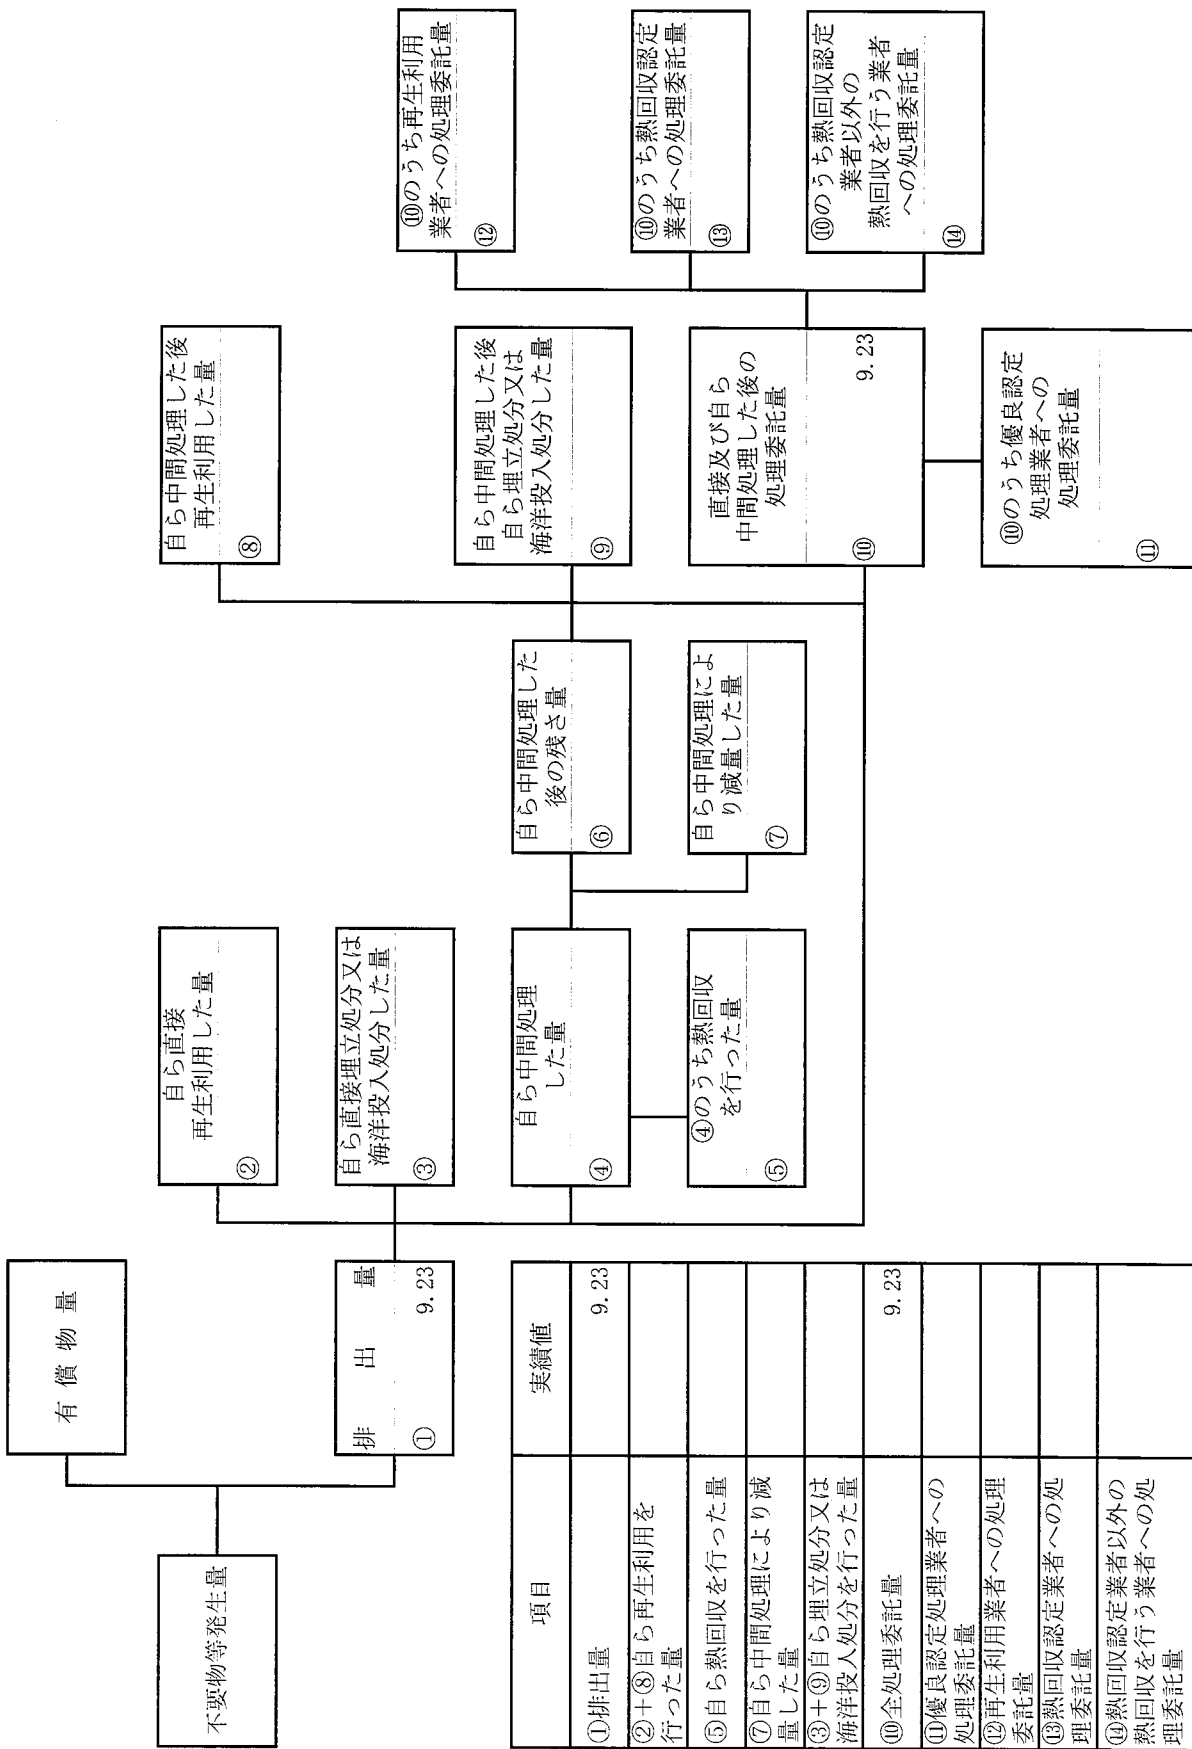 不要物等発生量
有償物量
排出量
① 9.23
自ら直接
再生利用した量
②
自ら直接埋立処分又は
海洋投入処分した量
③
自ら中間処理
した量
④
④のうち熱回収
を行った量
⑤
自ら中間処理した
後の残さ量
⑥
自ら中間処理によ
り減量した量
⑦
自ら中間処理した後
再生利用した量
⑧
自ら中間処理した後
自ら埋立処分又は
海洋投入処分した量
⑨
直接及び自ら
中間処理した後の
処理委託量
⑩ 9.23
⑩のうち優良認定
処理業者への
処理委託量
⑪
⑩のうち再生利用
業者への処理委託量
⑫
⑩のうち熱回収認定
業者への処理委託量
⑬
⑩のうち熱回収認定
業者以外の
熱回収を行う業者
への処理委託量
⑭
項目 実績値
①排出量 9.23
②+⑧自ら再生利用を
行った量
⑤自ら熱回収を行った量
⑦自ら中間処理により減
量した量
③+⑨自ら埋立処分又は
海洋投入処分を行った量
⑩全処理委託量 9.23
⑪優良認定処理業者への
処理委託量
⑫再生利用業者への処理
委託量
⑬熱回収認定業者への処
理委託量
⑭熱回収認定業者以外の
熱回収を行う業者への処
理委託量